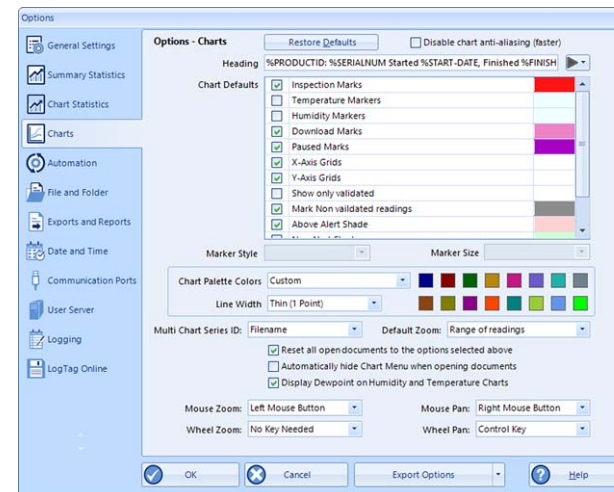 Options
General Settings
Summary Statistics
Chart Statistics
Charts
Automation
File and Folder
Exports and Reports
Date and Time
Communication Ports
User Server
Logging
LogTag Online
Options - Charts
Restore Defaults
Disable chart anti-aliasing (faster)
Heading %PRODUCTID: %SERIALNUM Started %START-DATE, Finished %FINISH
Chart Defaults
Inspection Marks
Temperature Markers
Humidity Markers
Download Marks
Paused Marks
X-Axis Grids
Y-Axis Grids
Show only validated
Mark Non vaildated readings
Above Alert Shade
Marker Style Marker Size
Chart Palette Colors Custom
Line Width Thin (1 Point)
Multi Chart Series ID: Filename Default Zoom: Range of readings
Reset all open documents to the options selected above
Automatically hide Chart Menu when opening documents
Display Dewpoint on Humidity and Temperature Charts
Mouse Zoom: Left Mouse Button Mouse Pan: Right Mouse Button
Wheel Zoom: No Key Needed Wheel Pan: Control Key
OK Cancel Export Options Help